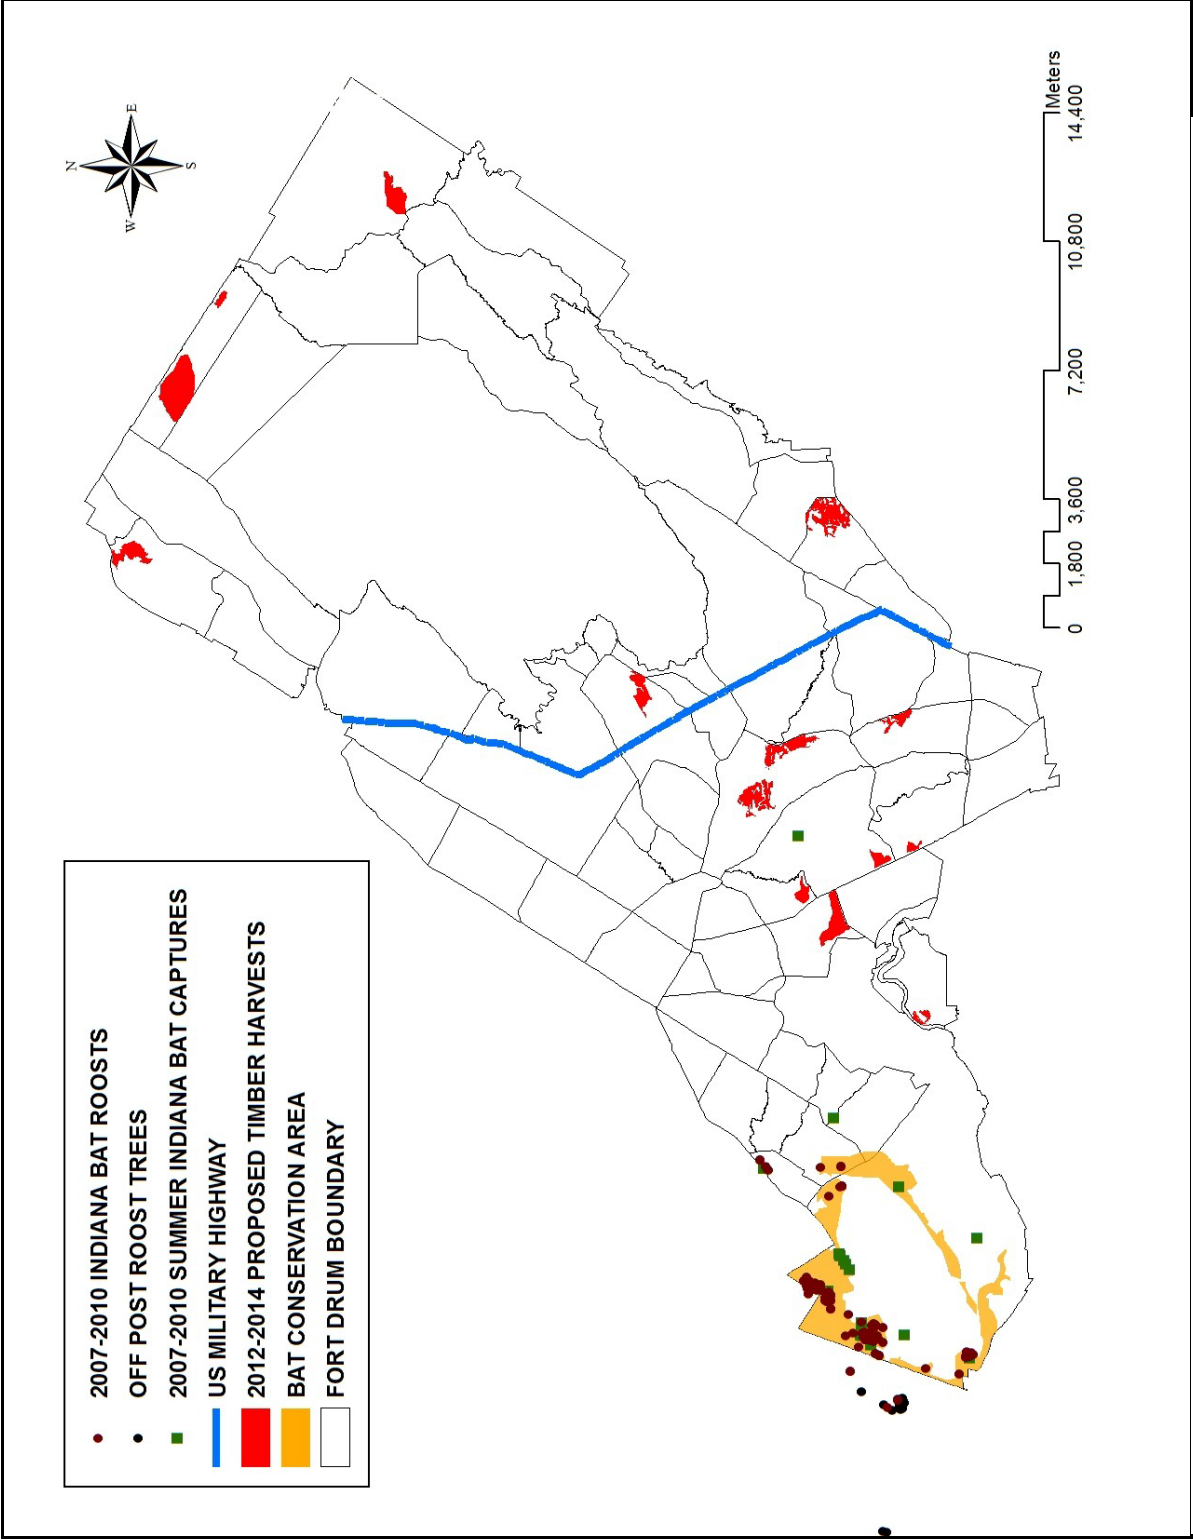 N
W
E
S
2007-2010 INDIANA BAT ROOSTS
OFF POST ROOST TREES
2007-2010 SUMMER INDIANA BAT CAPTURES
US MILITARY HIGHWAY
2012-2014 PROPOSED TIMBER HARVESTS
BAT CONSERVATION AREA
FORT DRUM BOUNDARY
Meters
0 1,800 3,600 7,200 10,800 14,400